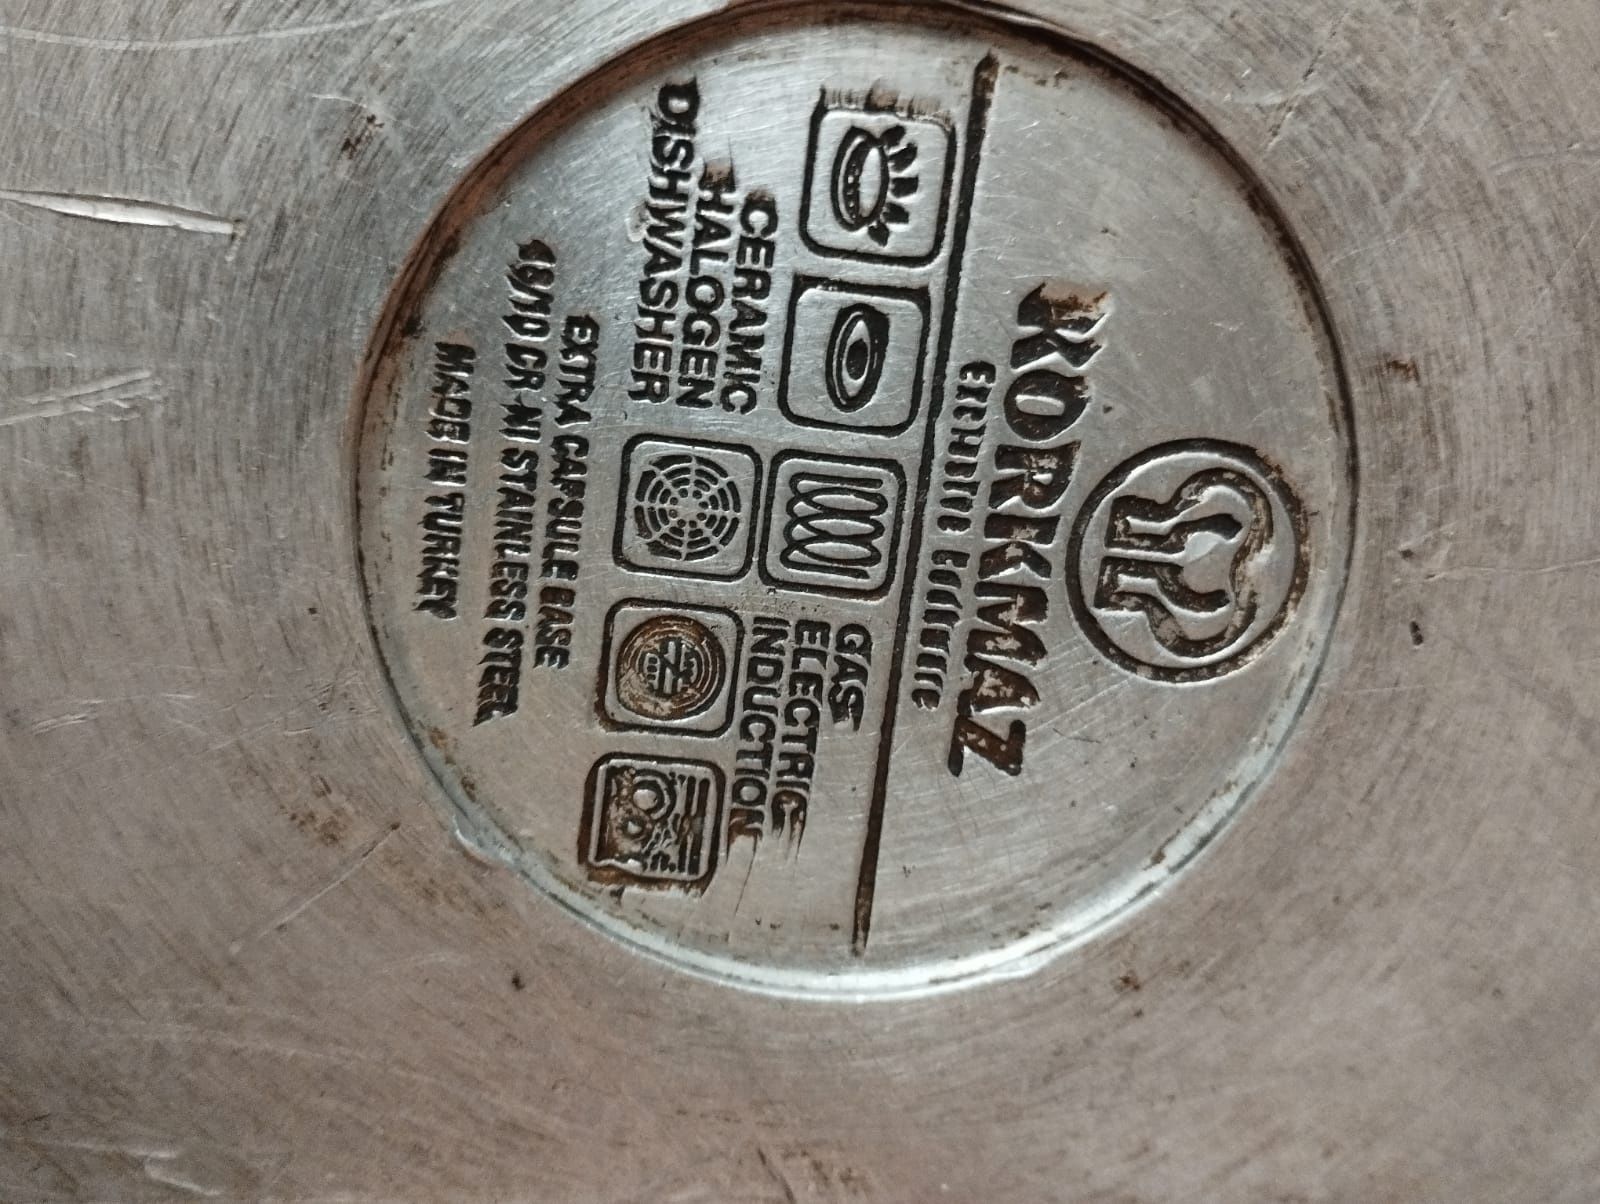 KORKMAZ
GAS
ELECTRIC
INDUCTION
CERAMIC
HALOGEN
DISHWASHER
EXTRA CAPSULE BASE
18/10 CR-NI STAINLESS STEEL
MADE IN TURKEY